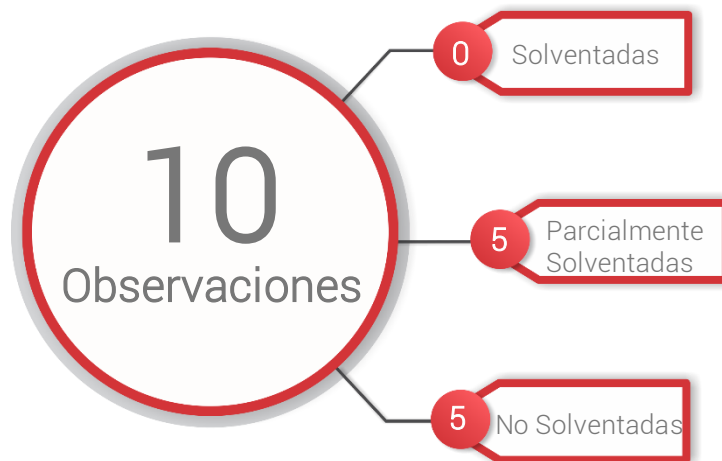 10
Observaciones
0
Solventadas
5
Parcialmente
Solventadas
5
No Solventadas